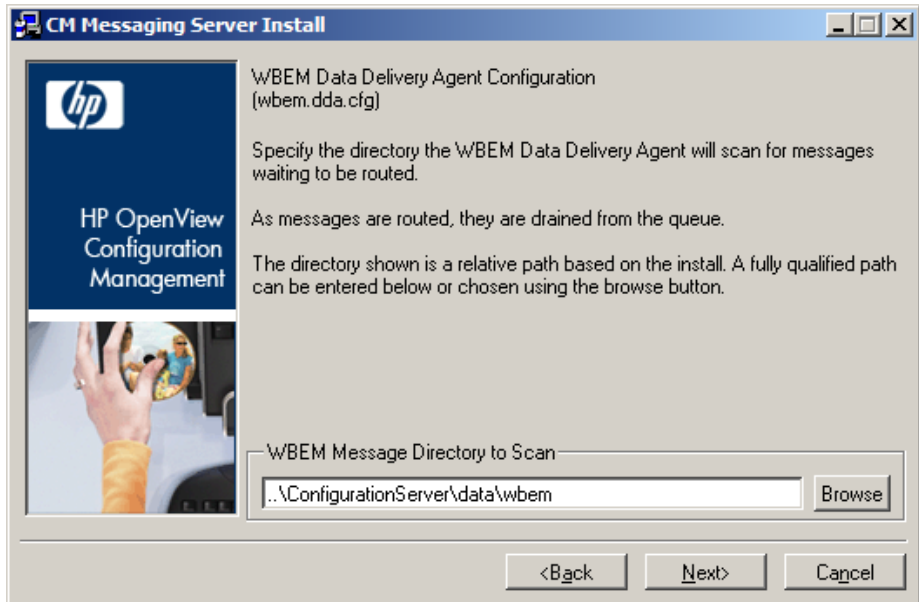 CM Messaging Server Install
hp
HP OpenView
Configuration
Management
WBEM Data Delivery Agent Configuration
(wbem.dda.cfg)
Specify the directory the WBEM Data Delivery Agent will scan for messages
waiting to be routed.
As messages are routed, they are drained from the queue.
The directory shown is a relative path based on the install. A fully qualified path
can be entered below or chosen using the browse button.
WBEM Message Directory to Scan
..\ConfigurationServer\data\wbem
Browse
<Back
Next>
Cancel